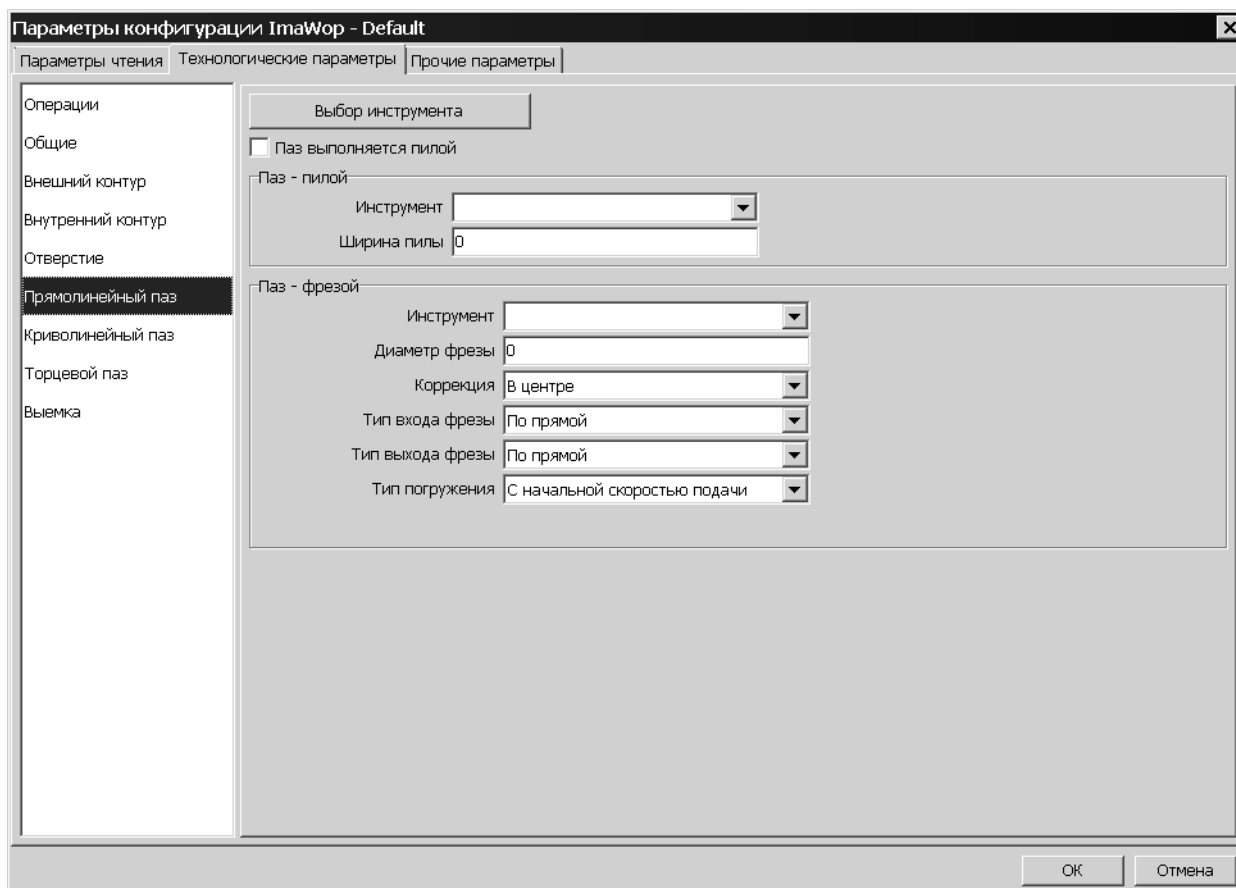 Параметры конфигурации ImaWop - Default
Параметры чтения
Технологические параметры
Прочие параметры
Операции
Общие
Внешний контур
Внутренний контур
Отверстие
Прямолинейный паз
Криволинейный паз
Торцевой паз
Выемка
Выбор инструмента
Паз выполняется пилой
Паз - пилой
Инструмент
Ширина пилы 0
Паз - фрезой
Инструмент
Диаметр фрезы 0
Коррекция В центре
Тип входа фрезы По прямой
Тип выхода фрезы По прямой
Тип погружения С начальной скоростью подачи
ОК
Отмена